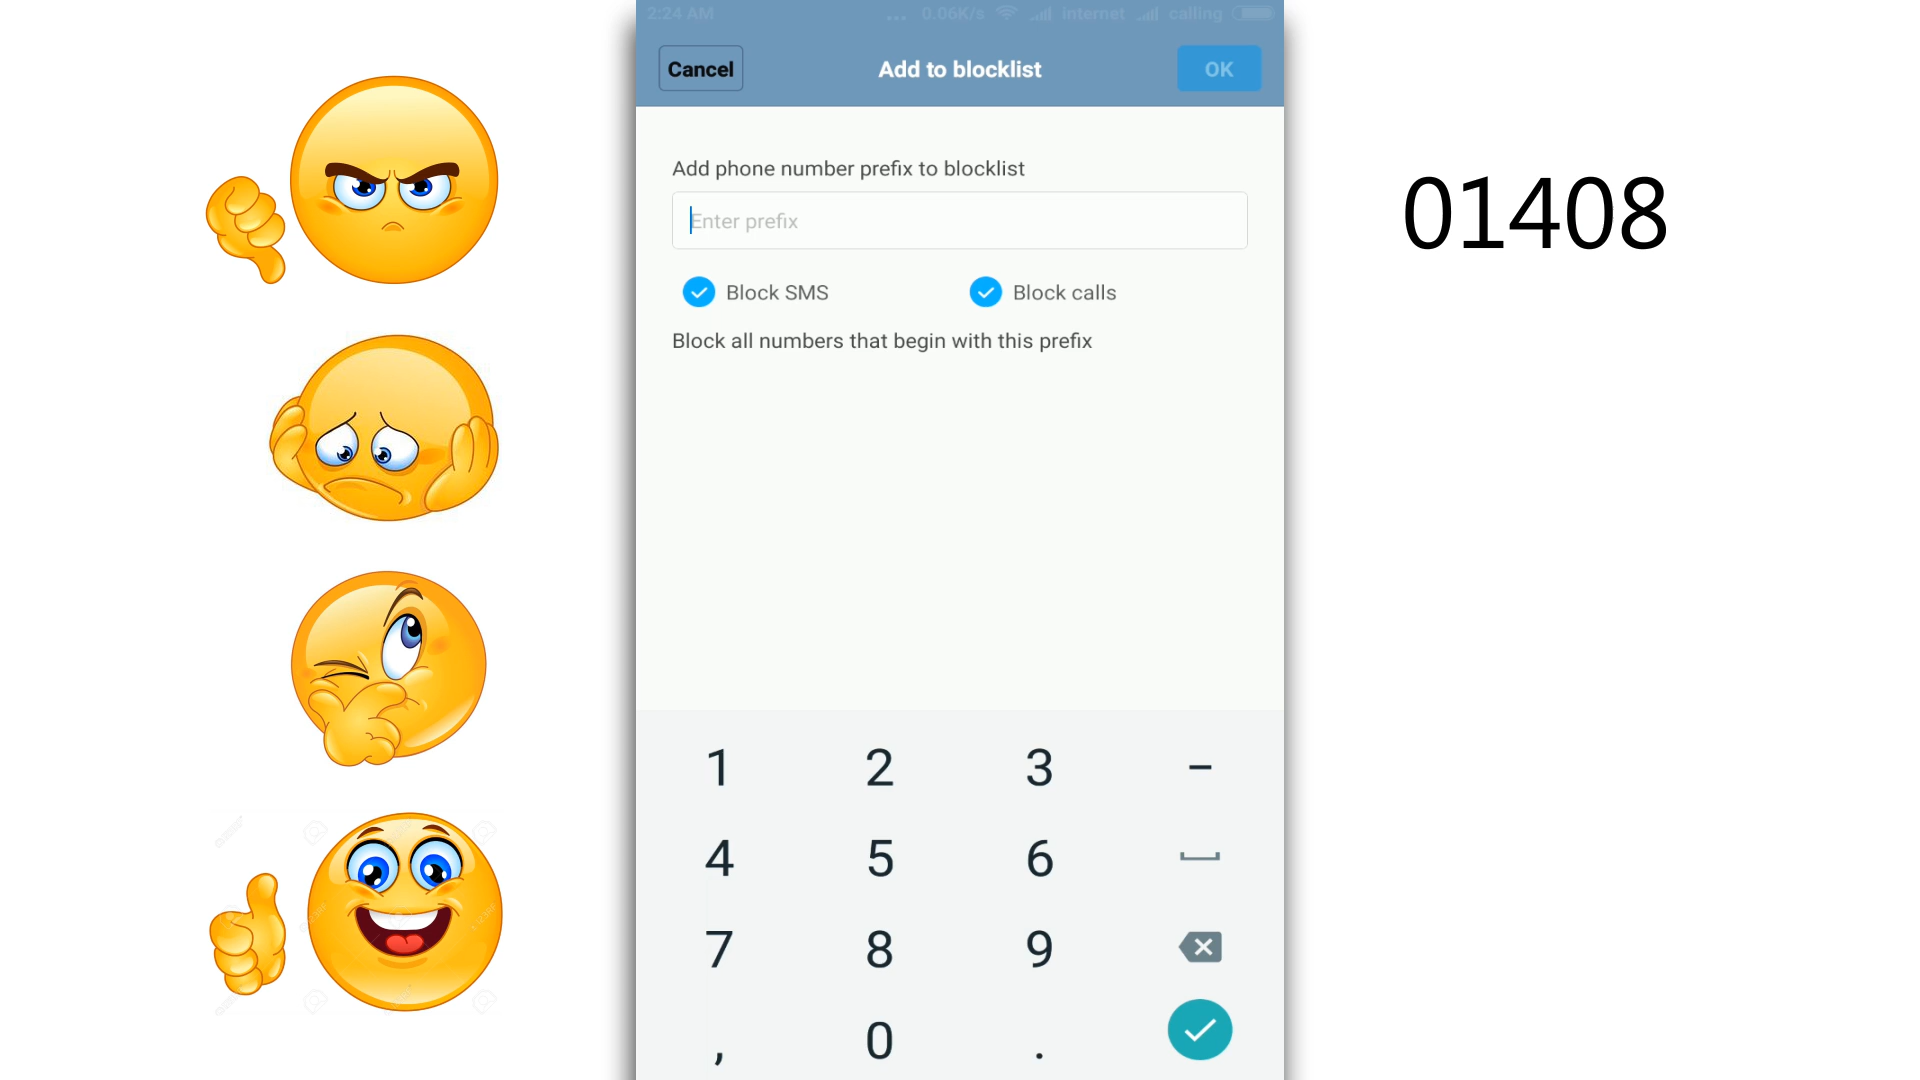 2:24 AM ... 0.06K/s internet calling
Cancel Add to blocklist OK
Add phone number prefix to blocklist
Enter prefix
Block SMS Block calls
Block all numbers that begin with this prefix
01408
1 2 3 –
4 5 6
7 8 9
, 0 .